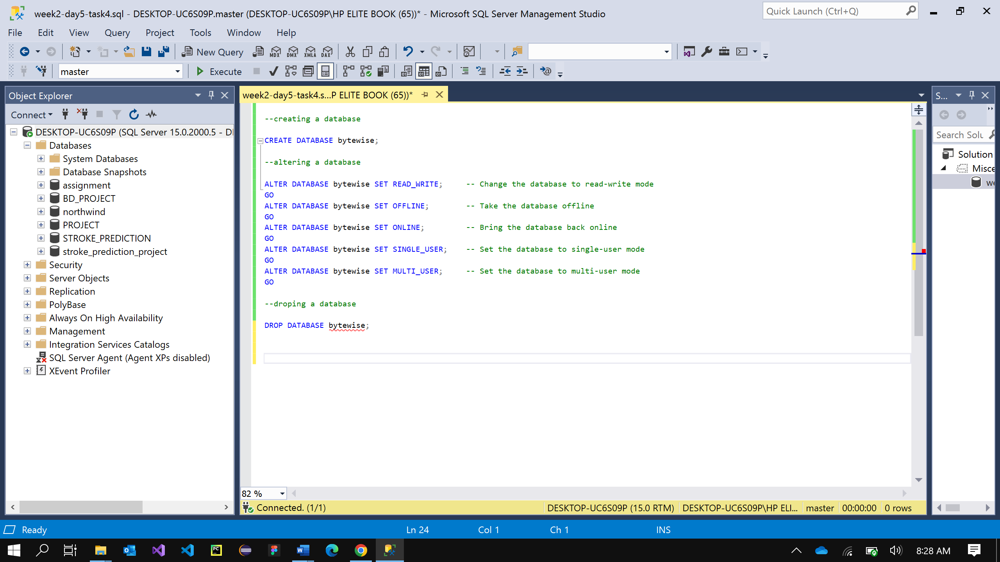 week2-day5-task4.sql - DESKTOP-UC6S09P.master (DESKTOP-UC6S09P\HP ELITE BOOK (65))* - Microsoft SQL Server Management Studio
Quick Launch (Ctrl+Q)
File Edit View Query Project Tools Window Help
New Query MDX DMX XMLA DAX
master Execute
Object Explorer
Connect
DESKTOP-UC6S09P (SQL Server 15.0.2000.5 - DI
Databases
System Databases
Database Snapshots
assignment
BD_PROJECT
northwind
PROJECT
STROKE_PREDICTION
stroke_prediction_project
Security
Server Objects
Replication
PolyBase
Always On High Availability
Management
Integration Services Catalogs
SQL Server Agent (Agent XPs disabled)
XEvent Profiler
week2-day5-task4.s...P ELITE BOOK (65))*
--creating a database
CREATE DATABASE bytewise;
--altering a database
ALTER DATABASE bytewise SET READ_WRITE; -- Change the database to read-write mode
GO
ALTER DATABASE bytewise SET OFFLINE; -- Take the database offline
GO
ALTER DATABASE bytewise SET ONLINE; -- Bring the database back online
GO
ALTER DATABASE bytewise SET SINGLE_USER; -- Set the database to single-user mode
GO
ALTER DATABASE bytewise SET MULTI_USER; -- Set the database to multi-user mode
GO
--droping a database
DROP DATABASE bytewise;
82 %
Connected. (1/1) DESKTOP-UC6S09P (15.0 RTM) DESKTOP-UC6S09P\HP ELI... master 00:00:00 0 rows
S...
Search Solu
Solution
Misce
we
Ready Ln 24 Col 1 Ch 1 INS
8:28 AM